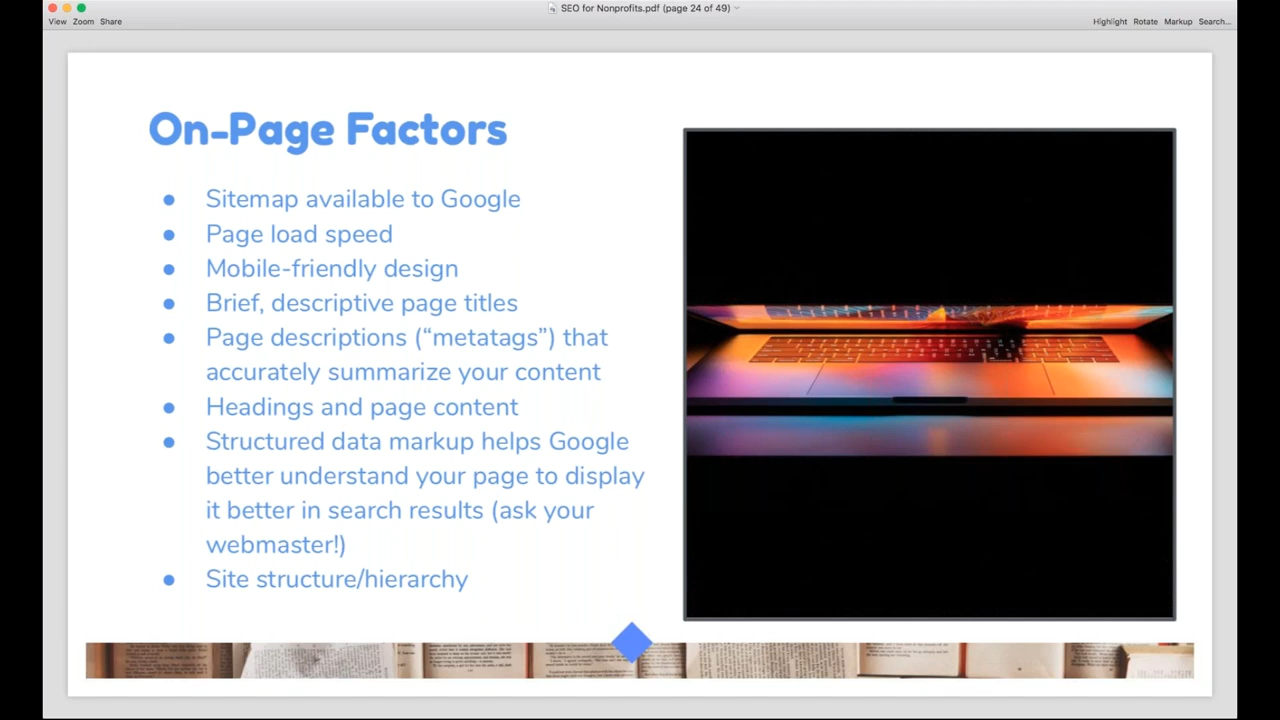 SEO for Nonprofits.pdf (page 24 of 49)
View Zoom Share
Highlight Rotate Markup Search...
On-Page Factors
● Sitemap available to Google
● Page load speed
● Mobile-friendly design
● Brief, descriptive page titles
● Page descriptions (“metatags”) that
accurately summarize your content
● Headings and page content
● Structured data markup helps Google
better understand your page to display
it better in search results (ask your
webmaster!)
● Site structure/hierarchy